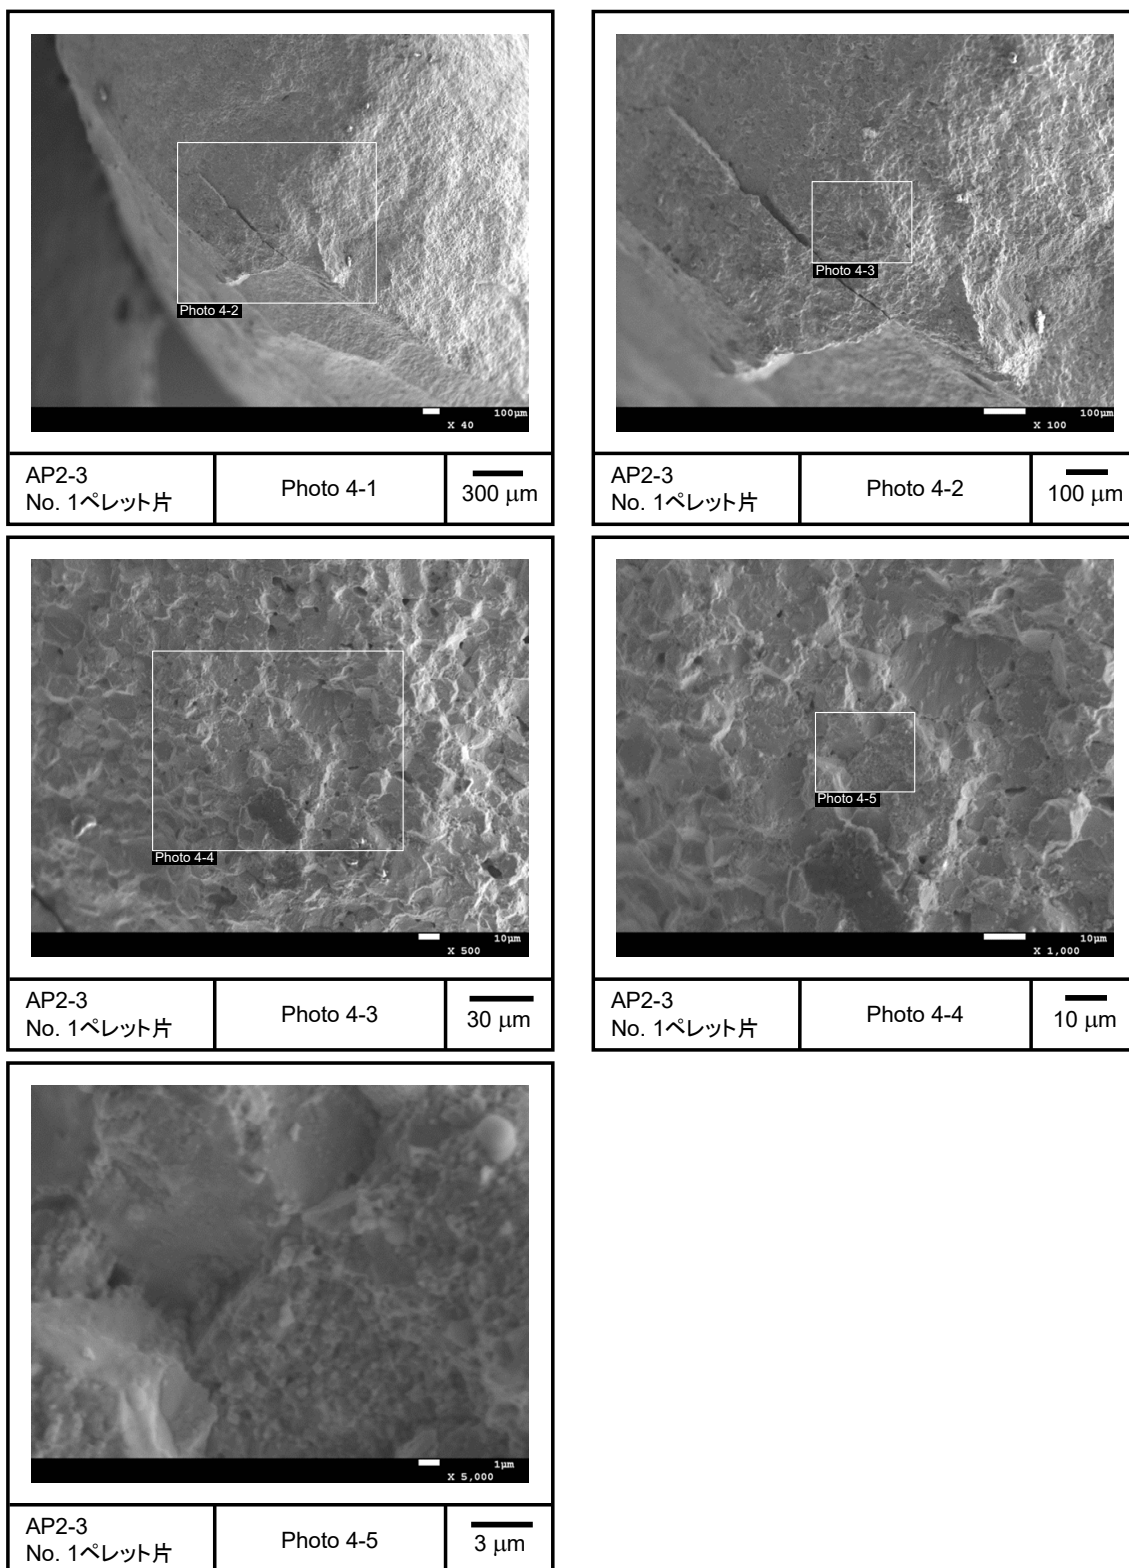 Photo 4-2
100μm
X 40
AP2-3
No. 1ペレット片
Photo 4-1
300 μm
Photo 4-3
100μm
X 100
AP2-3
No. 1ペレット片
Photo 4-2
100 μm
Photo 4-4
10μm
X 500
AP2-3
No. 1ペレット片
Photo 4-3
30 μm
Photo 4-5
10μm
X 1,000
AP2-3
No. 1ペレット片
Photo 4-4
10 μm
1μm
X 5,000
AP2-3
No. 1ペレット片
Photo 4-5
3 μm